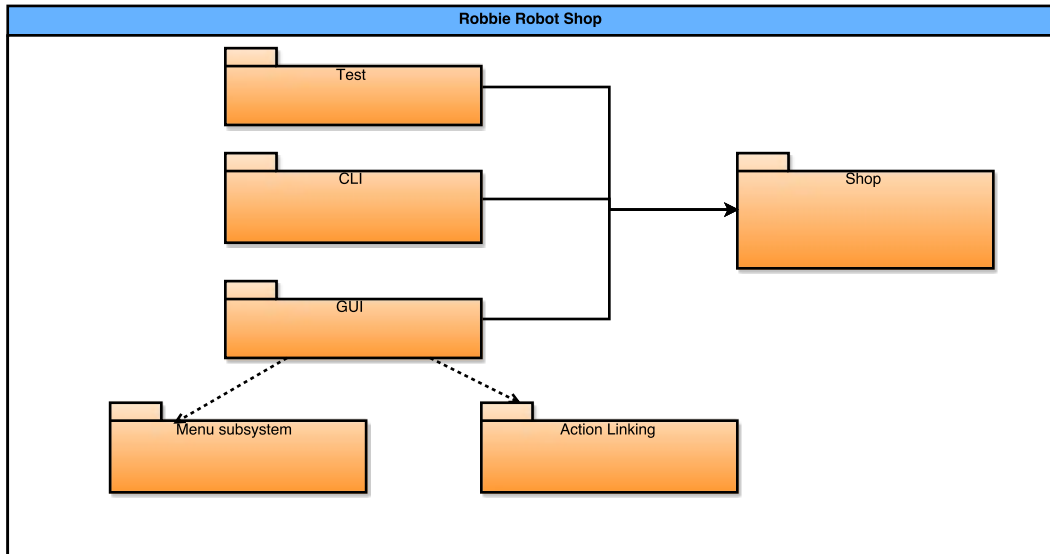 Robbie Robot Shop
Test
CLI
Shop
GUI
Menu subsystem
Action Linking